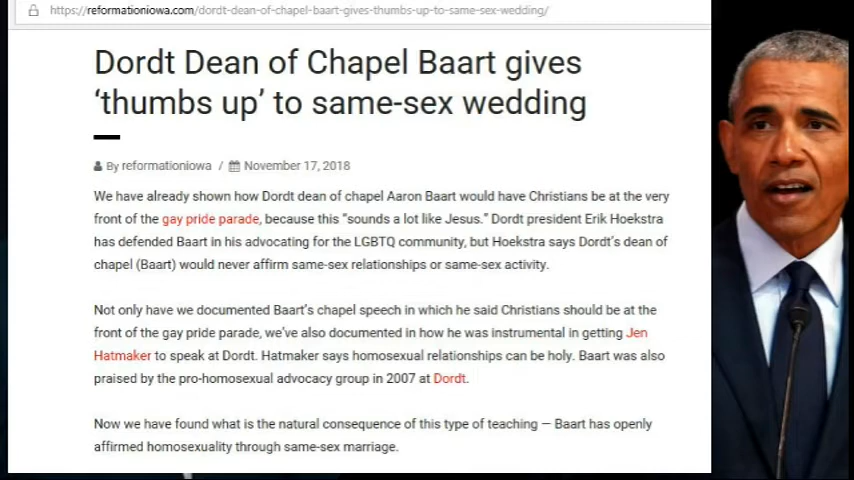 https://reformationiowa.com/dordt-dean-of-chapel-baart-gives-thumbs-up-to-same-sex-wedding/
Dordt Dean of Chapel Baart gives
‘thumbs up’ to same-sex wedding
By reformationiowa / November 17, 2018
We have already shown how Dordt dean of chapel Aaron Baart would have Christians be at the very
front of the gay pride parade, because this “sounds a lot like Jesus.” Dordt president Erik Hoekstra
has defended Baart in his advocating for the LGBTQ community, but Hoekstra says Dordt’s dean of
chapel (Baart) would never affirm same-sex relationships or same-sex activity.
Not only have we documented Baart’s chapel speech in which he said Christians should be at the
front of the gay pride parade, we’ve also documented in how he was instrumental in getting Jen
Hatmaker to speak at Dordt. Hatmaker says homosexual relationships can be holy. Baart was also
praised by the pro-homosexual advocacy group in 2007 at Dordt.
Now we have found what is the natural consequence of this type of teaching — Baart has openly
affirmed homosexuality through same-sex marriage.